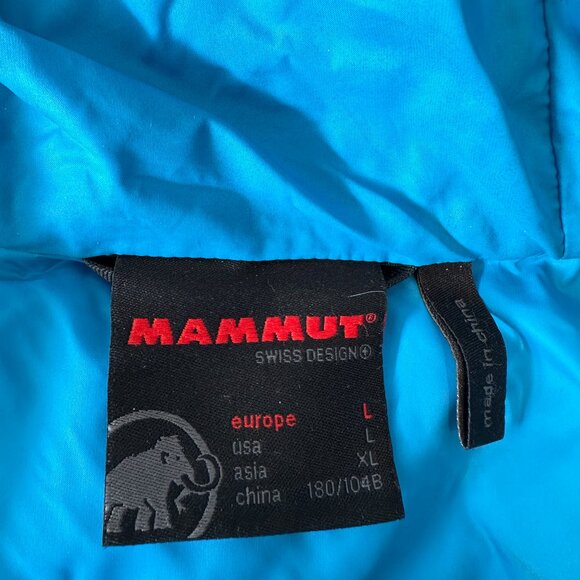 MAMMUT®
SWISS DESIGN
europe L
usa L
asia XL
china 180/104B
made in china